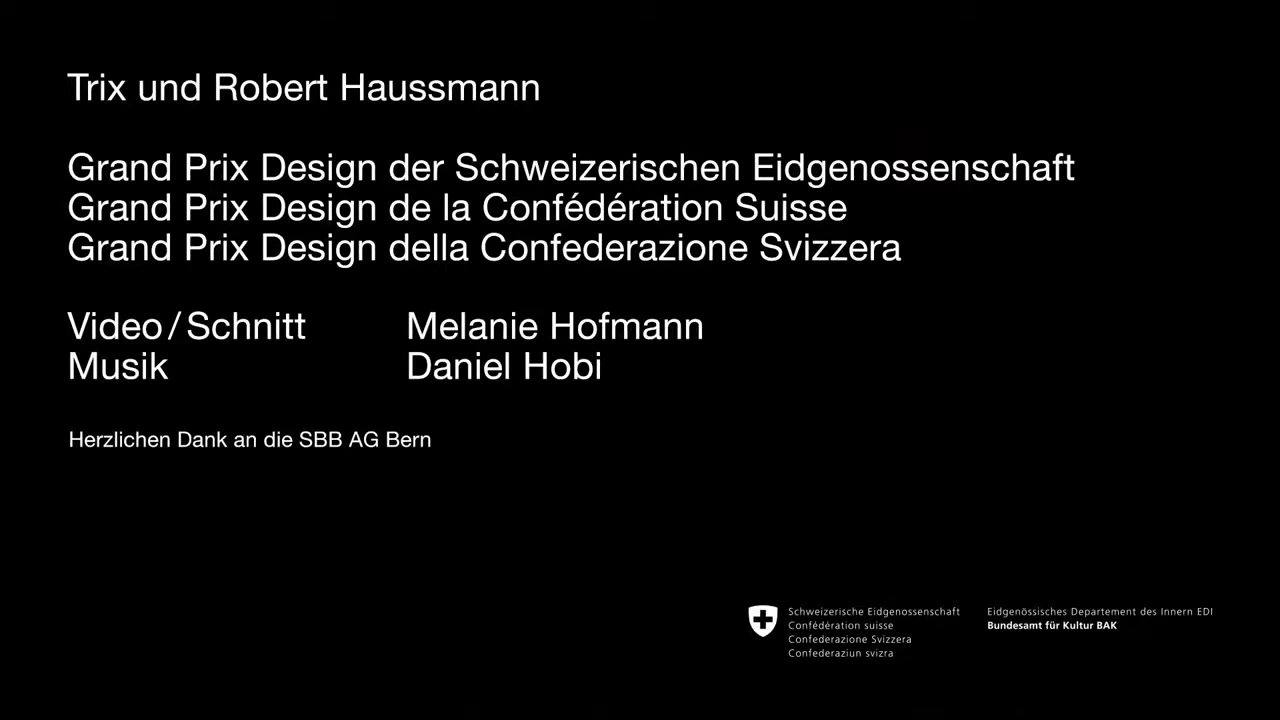 Trix und Robert Haussmann
Grand Prix Design der Schweizerischen Eidgenossenschaft
Grand Prix Design de la Confédération Suisse
Grand Prix Design della Confederazione Svizzera
Video / Schnitt Melanie Hofmann
Musik Daniel Hobi
Herzlichen Dank an die SBB AG Bern
Schweizerische Eidgenossenschaft
Confédération suisse
Confederazione Svizzera
Confederaziun svizra
Eidgenössisches Departement des Innern EDI
Bundesamt für Kultur BAK